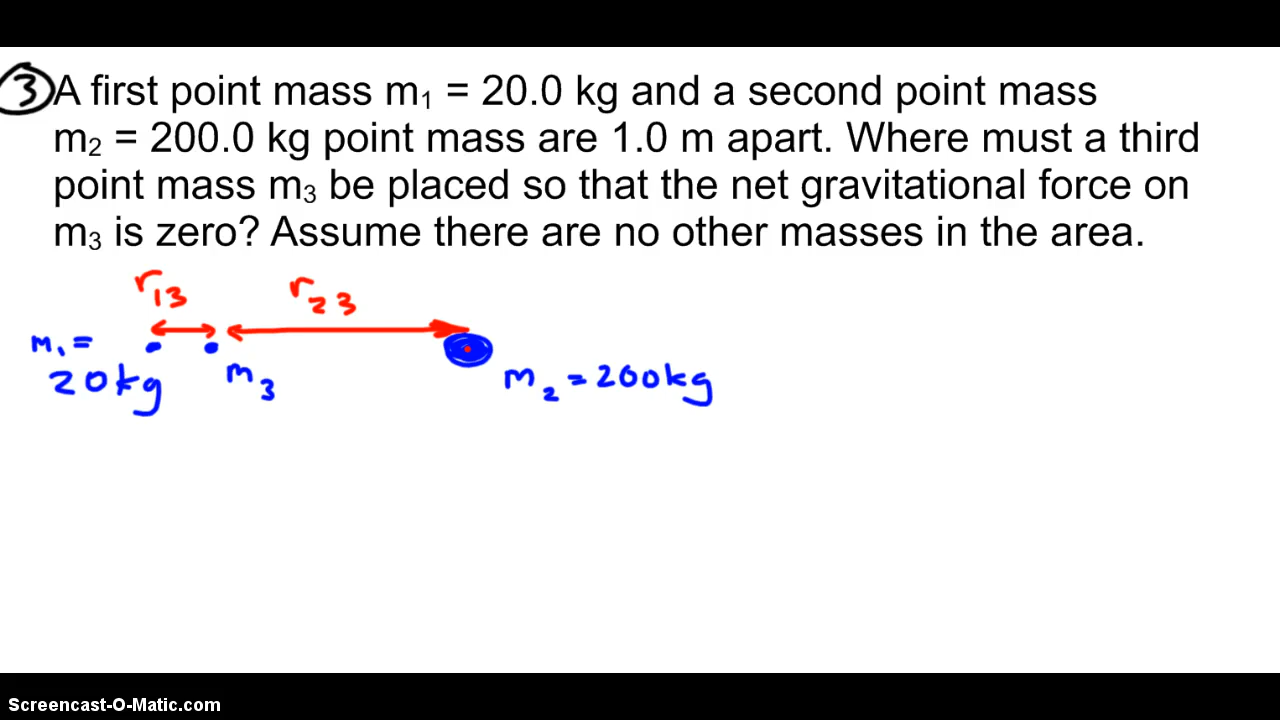 ③ A first point mass m₁ = 20.0 kg and a second point mass
m₂ = 200.0 kg point mass are 1.0 m apart. Where must a third
point mass m₃ be placed so that the net gravitational force on
m₃ is zero? Assume there are no other masses in the area.
r₁₃ r₂₃
m₁ =
20kg m₃ m₂ = 200kg
Screencast-O-Matic.com